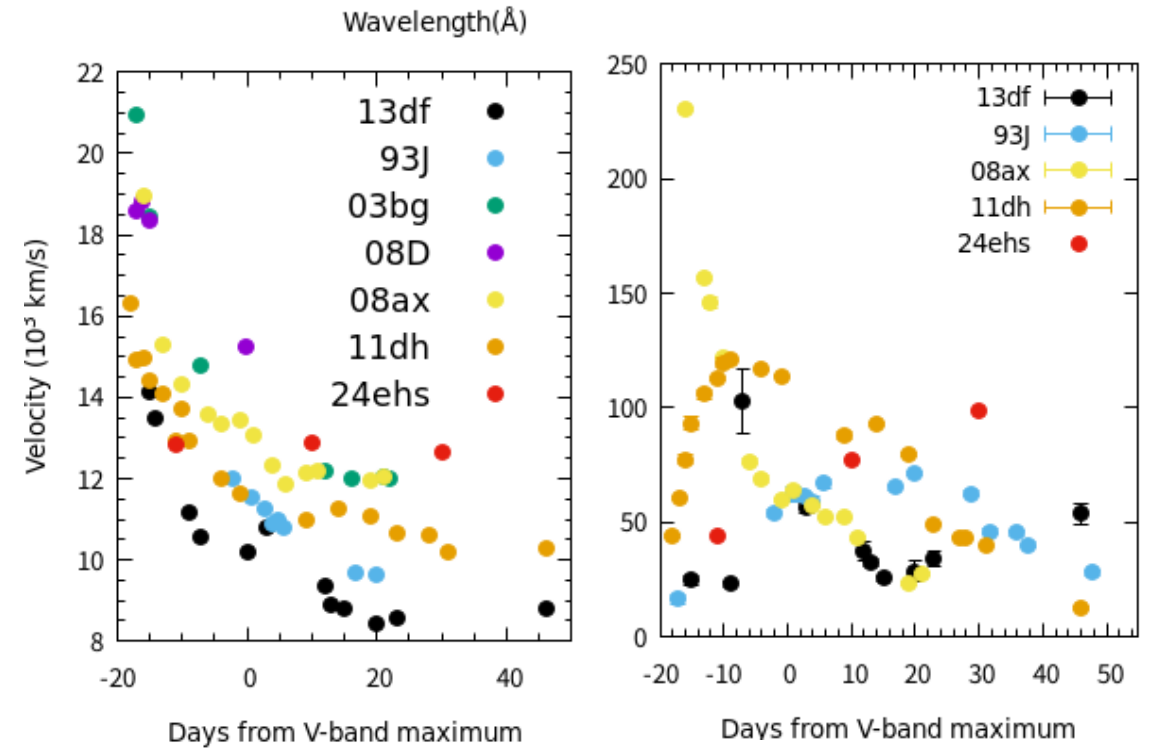 Wavelength(Å)
22
20
18
16
14
12
10
8
-20
0
20
40
Velocity (10³ km/s)
Days from V-band maximum
13df
93J
03bg
08D
08ax
11dh
24ehs
250
200
150
100
50
0
-20
-10
0
10
20
30
40
50
Days from V-band maximum
13df
93J
08ax
11dh
24ehs